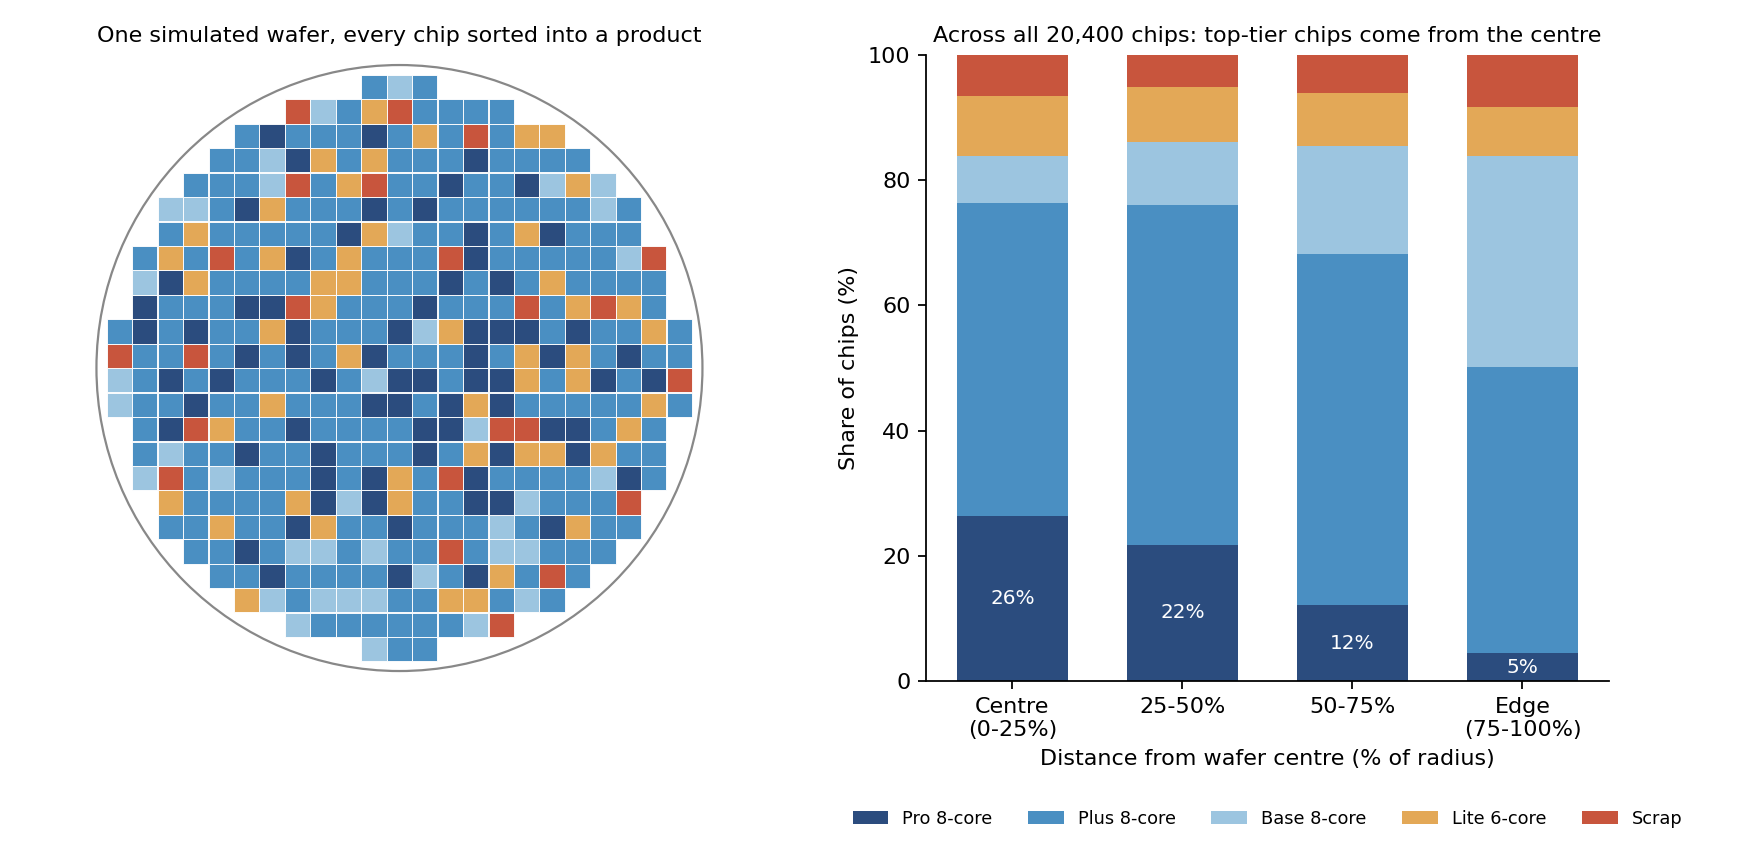 One simulated wafer, every chip sorted into a product
Across all 20,400 chips: top-tier chips come from the centre
Share of chips (%)
100
80
60
40
20
0
26%
22%
12%
5%
Centre
(0-25%)
25-50%
50-75%
Edge
(75-100%)
Distance from wafer centre (% of radius)
Pro 8-core
Plus 8-core
Base 8-core
Lite 6-core
Scrap